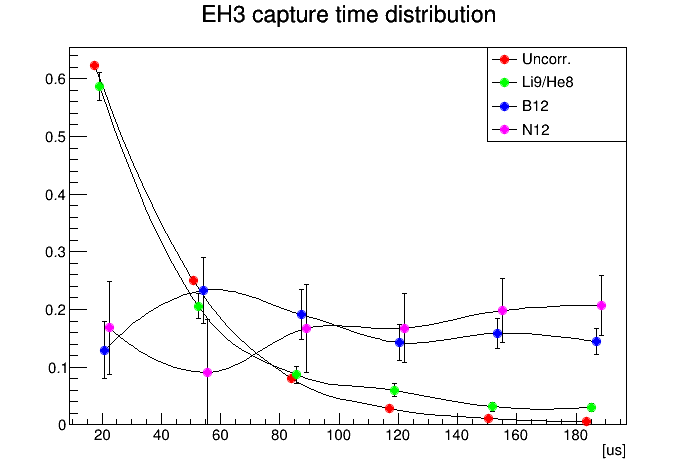 EH3 capture time distribution
Uncorr.
Li9/He8
B12
N12
0.6
0.5
0.4
0.3
0.2
0.1
0
20 40 60 80 100 120 140 160 180
[us]